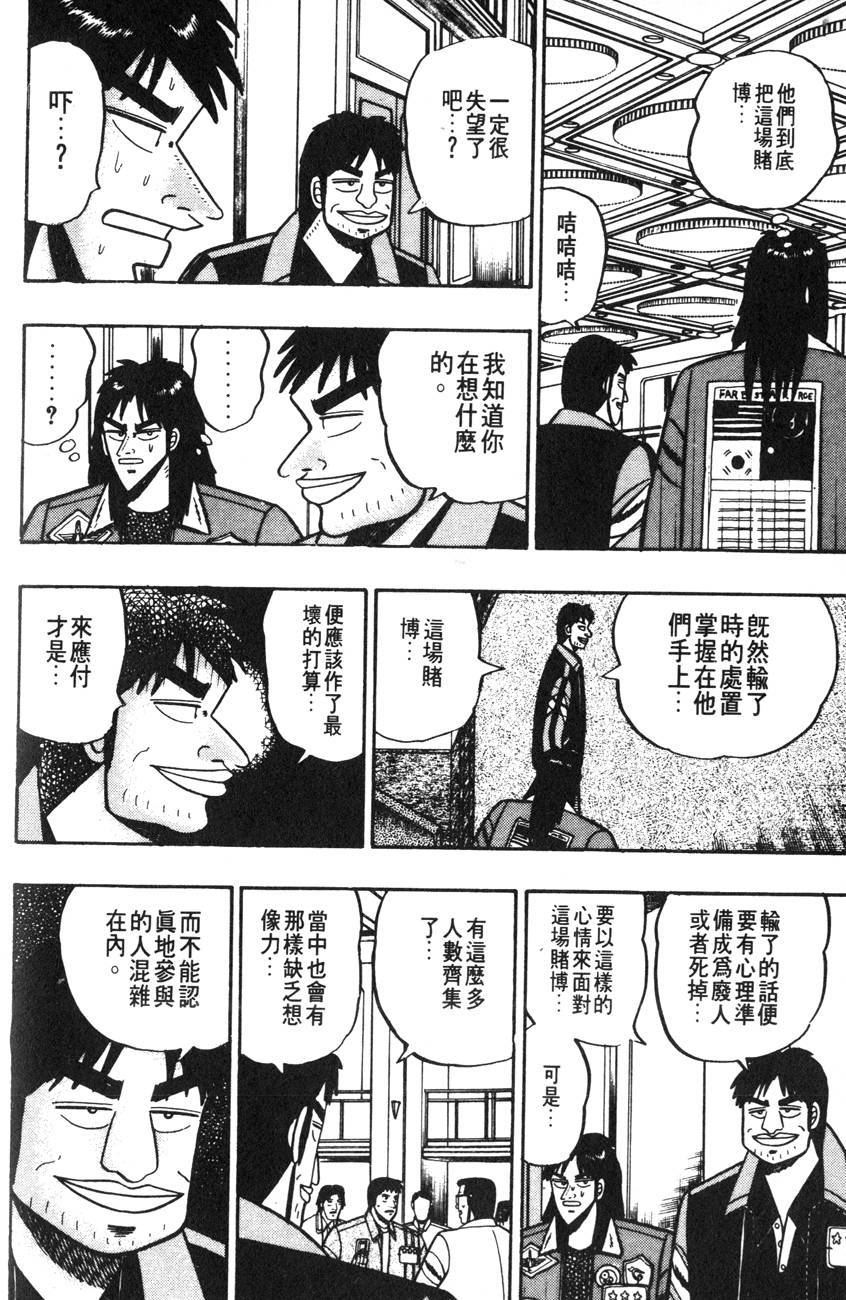 他們到底
把這場賭
博…
咭咭咭…
FAR EAST
RGE
一定很
失望了
吧…?
吓…?
我知道你
在想什麼
的。
………
………?
既然輸了
時的處置
掌握在他
們手上…
這場賭
博…
便應該作了最
壞的打算…
來應付
才是…
輸了的話便
要有心理準
備成爲廢人
或者死掉…
要以這樣的
心情來面對
這場賭博…
可是…
有這麼多
人數齊集
了…
當中也會有
那樣缺乏想
像力…
而不能認
眞地參與
的人混雜
在內。